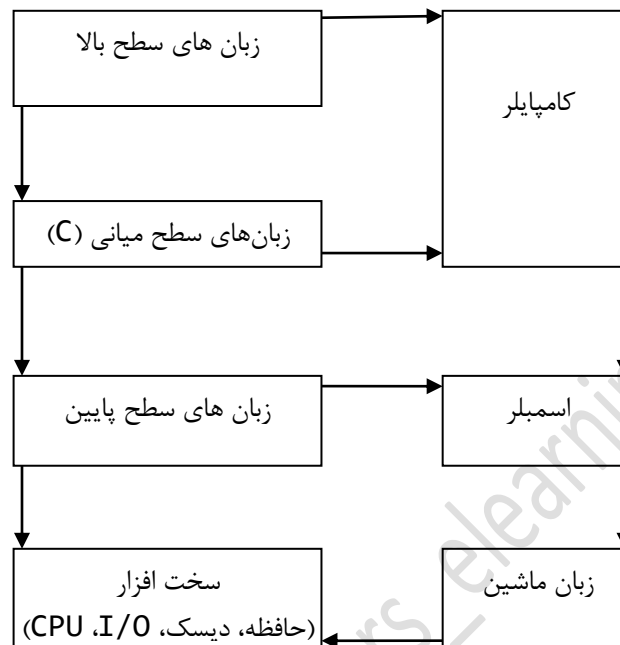 زبان های سطح بالا
کامپایلر
زبان‌های سطح میانی (C)
زبان های سطح پایین
اسمبلر
سخت افزار
(حافظه، دیسک، I/O، CPU)
زبان ماشین
rs_elearnin